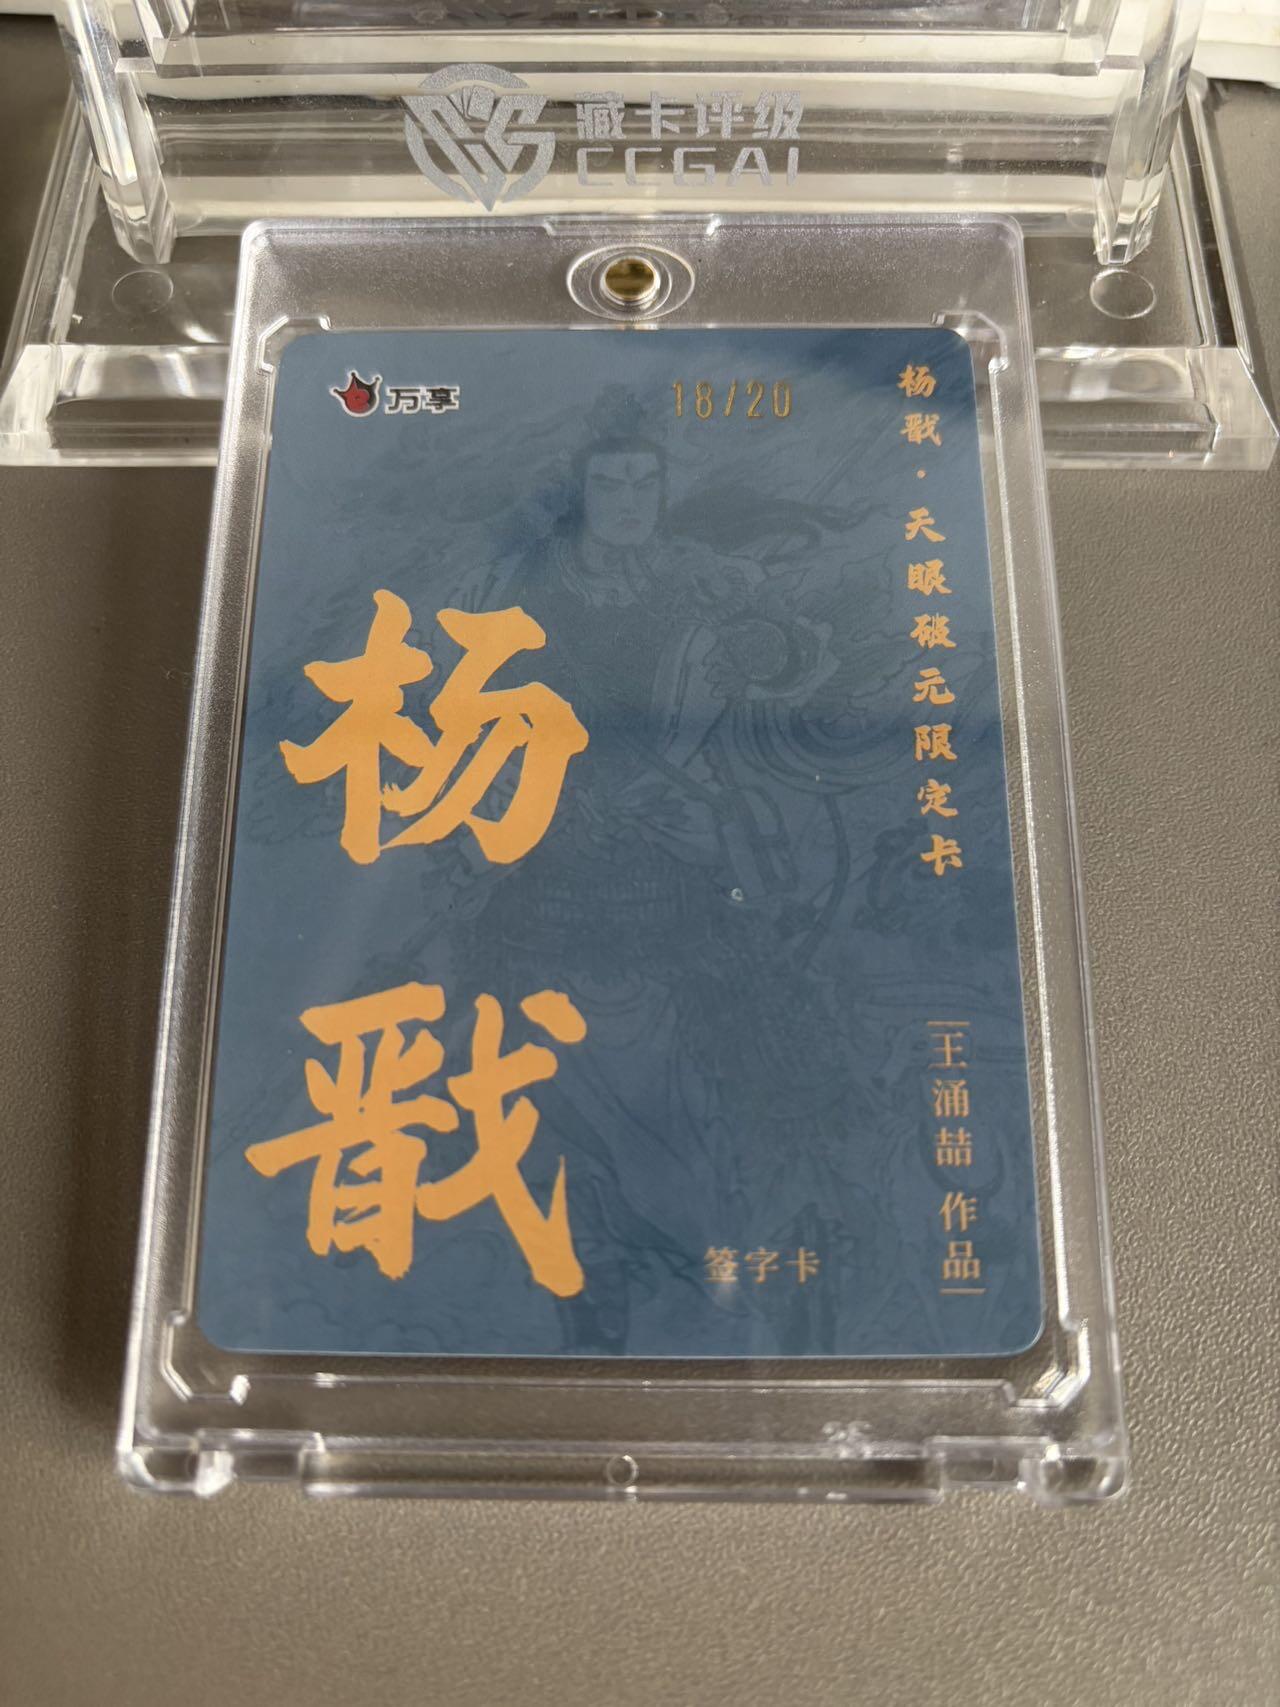 藏卡评级
CCGAI
万享
18/20
杨戬·天眼破元限定卡
杨戬
王涌喆 作品
签字卡